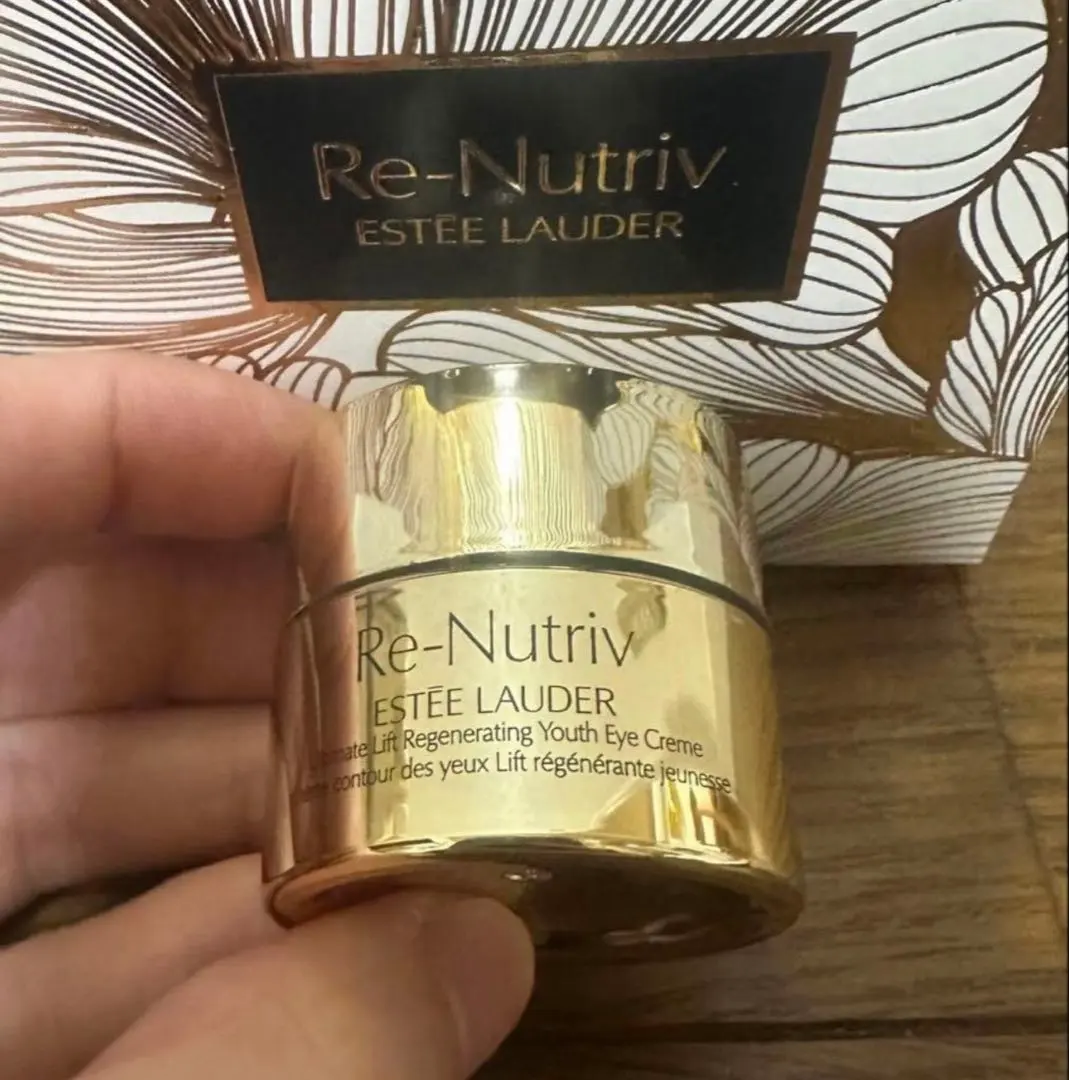 Re-Nutriv
ESTĒE LAUDER
Re-Nutriv
ESTĒE LAUDER
Lift Regenerating Youth Eye Creme
contour des yeux Lift régénérante jeunesse